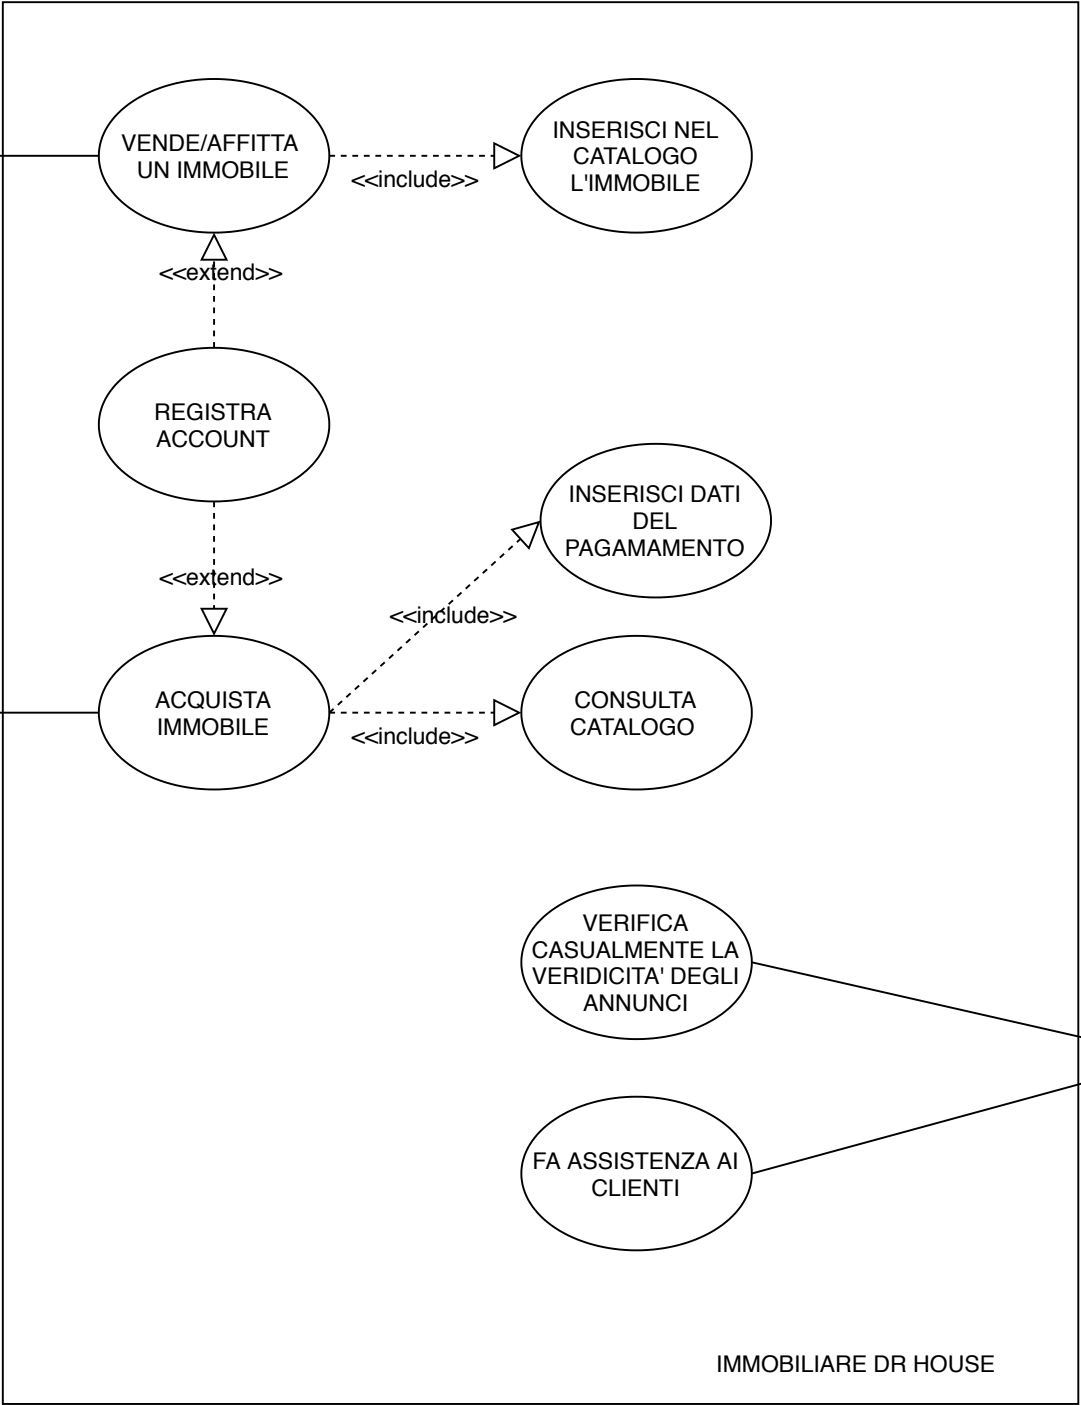 VENDE/AFFITTA
UN IMMOBILE
<<include>>
INSERISCI NEL
CATALOGO
L'IMMOBILE
<<extend>>
REGISTRA
ACCOUNT
<<extend>>
INSERISCI DATI
DEL
PAGAMAMENTO
<<include>>
ACQUISTA
IMMOBILE
<<include>>
CONSULTA
CATALOGO
VERIFICA
CASUALMENTE LA
VERIDICITA' DEGLI
ANNUNCI
FA ASSISTENZA AI
CLIENTI
IMMOBILIARE DR HOUSE